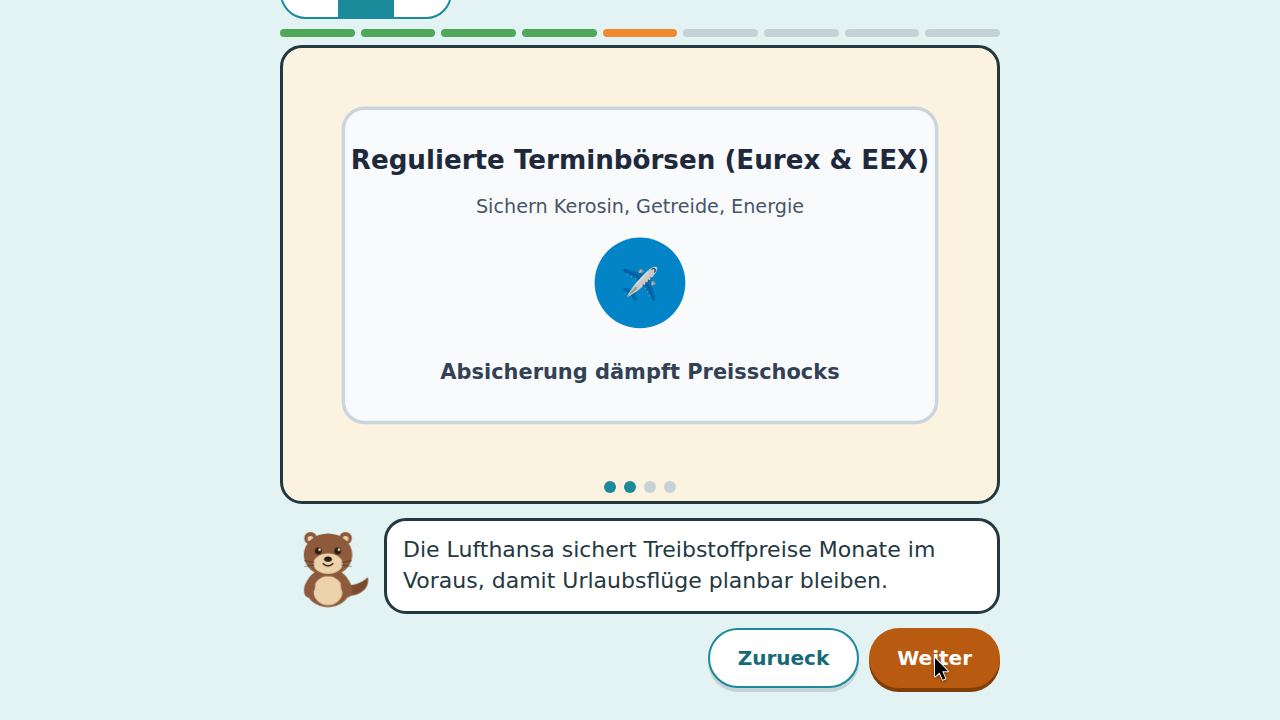 Regulierte Terminbörsen (Eurex & EEX)
Sichern Kerosin, Getreide, Energie
Absicherung dämpft Preisschocks
Die Lufthansa sichert Treibstoffpreise Monate im
Voraus, damit Urlaubsflüge planbar bleiben.
Zurueck
Weiter